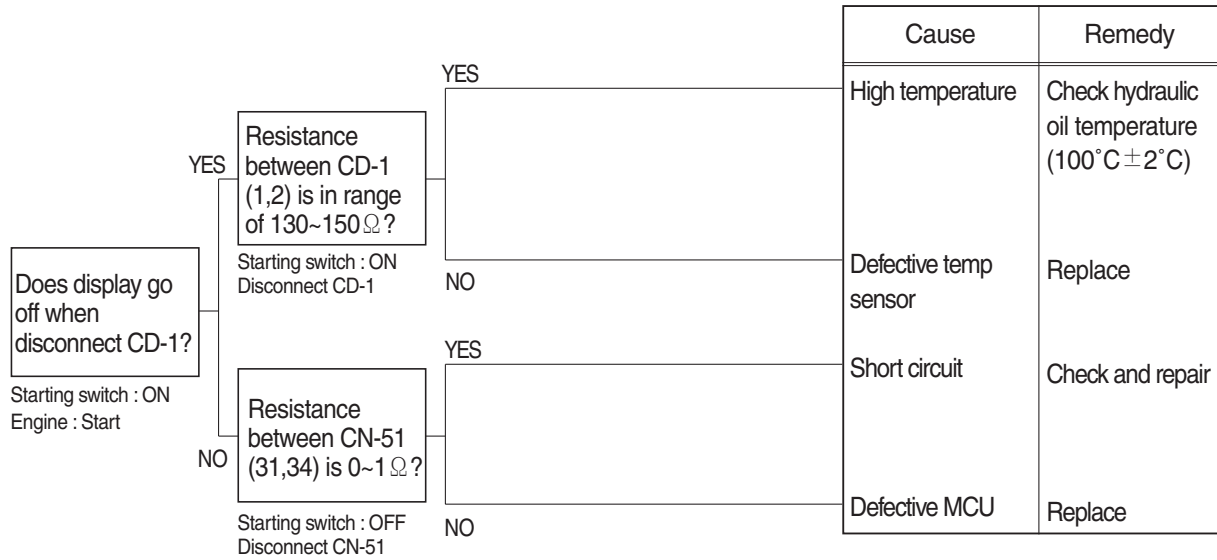 Does display go
off when
disconnect CD-1?
Starting switch : ON
Engine : Start
YES
Resistance
between CD-1
(1,2) is in range
of 130~150Ω?
Starting switch : ON
Disconnect CD-1
NO
Resistance
between CN-51
(31,34) is 0~1Ω?
Starting switch : OFF
Disconnect CN-51
YES
NO
YES
NO
Cause
Remedy
High temperature
Check hydraulic
oil temperature
(100˚C±2˚C)
Defective temp
sensor
Replace
Short circuit
Check and repair
Defective MCU
Replace